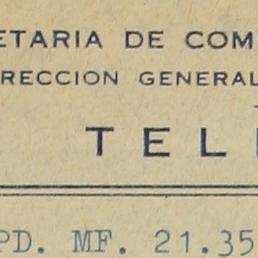 ETARIA DE COM
RECCION GENERAL
TEL
PD. MF. 21.35